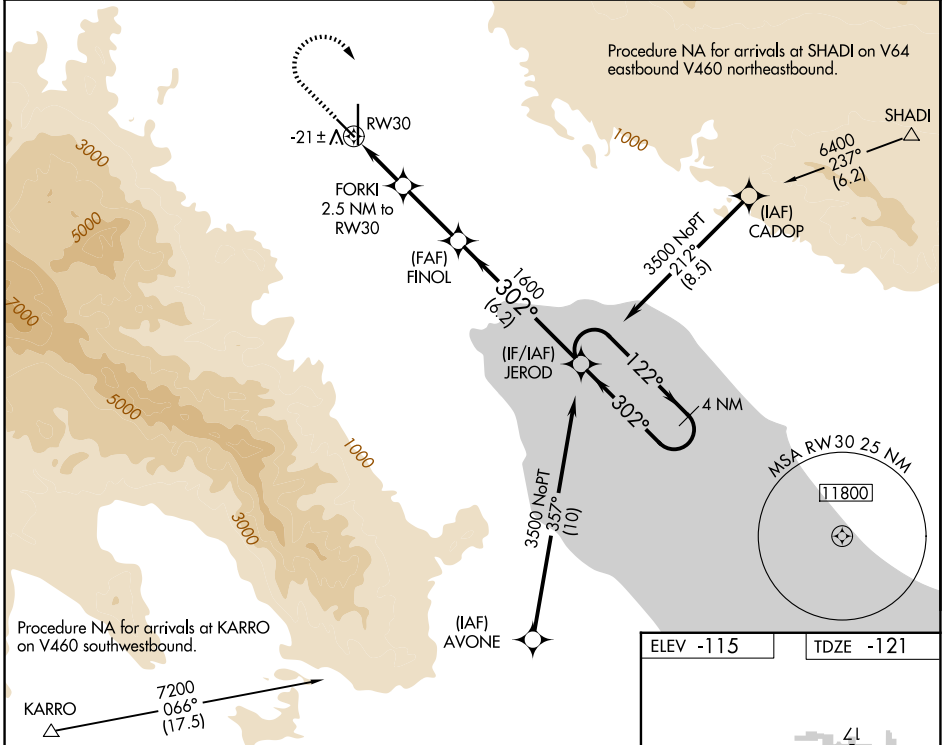 Procedure NA for arrivals at SHADI on V64
eastbound V460 northeastbound.
SHADI
6400
237°
(6.2)
1000
(IAF)
CADOP
3500 NoPT
212°
(8.5)
RW30
-21 ±
FORKI
2.5 NM to
RW30
(FAF)
FINOL
1600
302°
(6.2)
(IF/IAF)
JEROD
122°
302°
4 NM
3000
5000
7000
5000
1000
3000
MSA RW30 25 NM
11800
3500 NoPT
357°
(10)
(IAF)
AVONE
Procedure NA for arrivals at KARRO
on V460 southwestbound.
KARRO
7200
066°
(17.5)
ELEV -115
TDZE -121
17